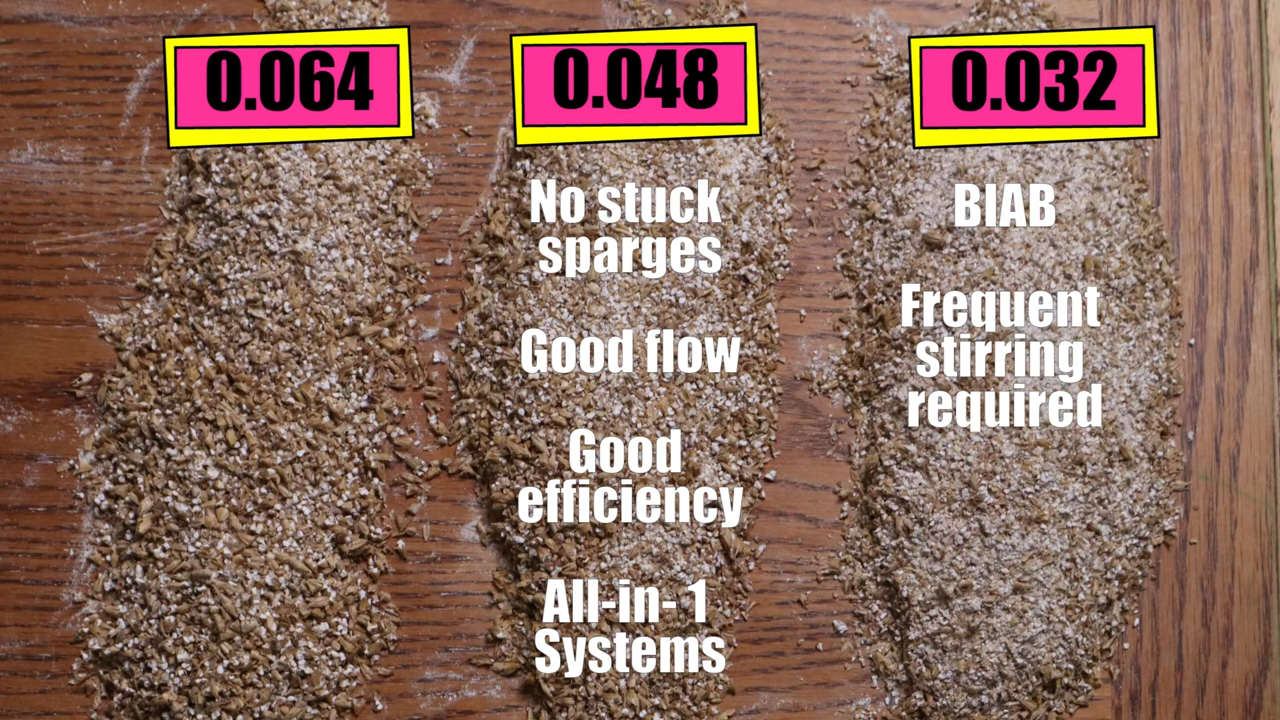 0.064
0.048
0.032
No stuck
sparges
Good flow
Good
efficiency
All-in- 1
Systems
BIAB
Frequent
stirring
required